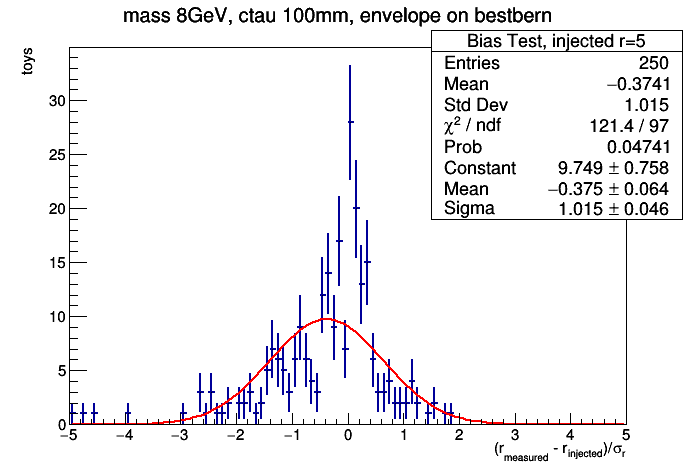 mass 8GeV, ctau 100mm, envelope on bestbern
toys
Bias Test, injected r=5
Entries 250
Mean −0.3741
Std Dev 1.015
χ² / ndf 121.4 / 97
Prob 0.04741
Constant 9.749 ± 0.758
Mean −0.375 ± 0.064
Sigma 1.015 ± 0.046
30
25
20
15
10
5
0
−5 −4 −3 −2 −1 0 1 2 3 4 5
(r_measured - r_injected)/σ_r